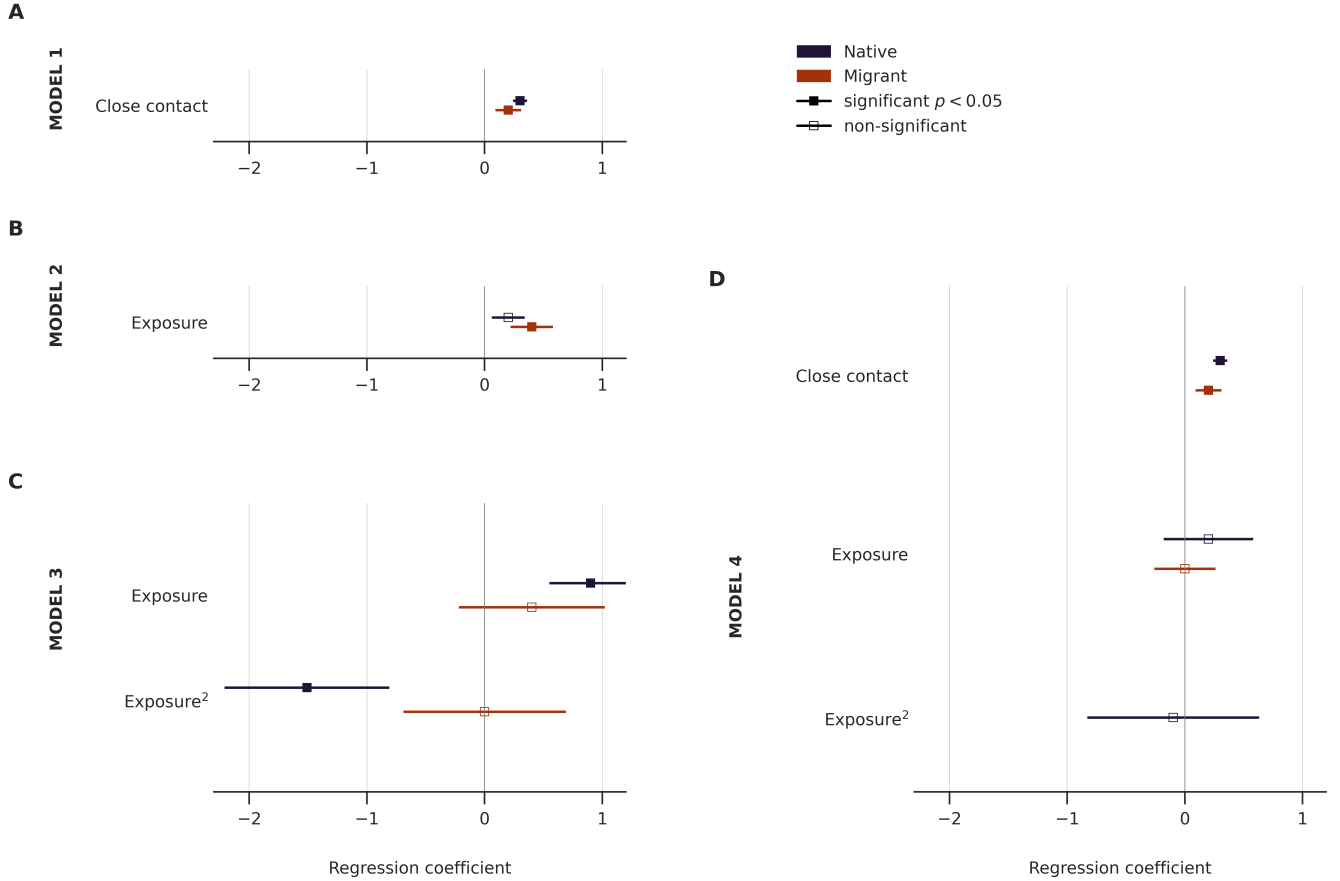 A
MODEL 1
Close contact
−2 −1 0 1
Native
Migrant
significant p < 0.05
non-significant
B
MODEL 2
Exposure
−2 −1 0 1
C
MODEL 3
Exposure
Exposure²
−2 −1 0 1
Regression coefficient
D
MODEL 4
Close contact
Exposure
Exposure²
−2 −1 0 1
Regression coefficient